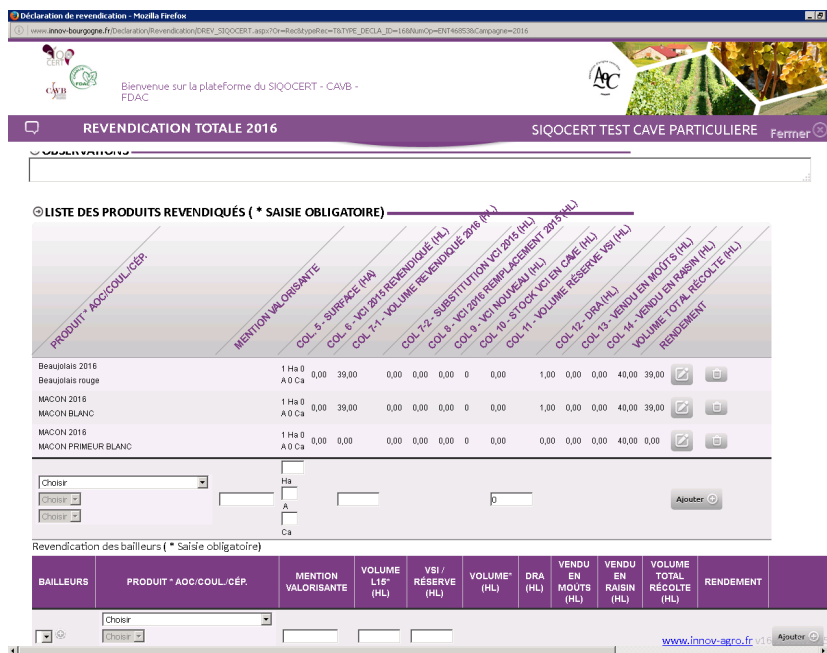 Déclaration de revendication - Mozilla Firefox
www.innov-bourgogne.fr/Declaration/Revendication/DREV_SIQOCERT.aspx?Or=Rec&typeRec=T&TYPE_DECLA_ID=16&NumOp=ENT46853&Campagne=2016
TOP
CERT
CAVB
FDAC
Bienvenue sur la plateforme du SIQOCERT - CAVB -
FDAC
AOC
REVENDICATION TOTALE 2016
SIQOCERT TEST CAVE PARTICULIERE
Fermer
OBSERVATIONS
LISTE DES PRODUITS REVENDIQUÉS ( * SAISIE OBLIGATOIRE)
PRODUIT * AOC/COUL./CÉP.
MENTION VALORISANTE
COL. 5 - SURFACE (HA)
COL. 6 - VCI 2015 REVENDIQUÉ (HL)
COL 7-1 - VOLUME REVENDIQUÉ 2016 (HL)
COL 7-2 - SUBSTITUTION VCI 2015 (HL)
COL 8 - VCI 2016 REMPLACEMENT 2015 (HL)
COL 9 - VCI NOUVEAU (HL)
COL 10 - STOCK VCI EN CAVE (HL)
COL 11 - VOLUME RÉSERVE VSI (HL)
COL 12 - DRA (HL)
COL 13 - VENDU EN MOÛTS (HL)
COL 14 - VENDU EN RAISIN (HL)
VOLUME TOTAL RÉCOLTE (HL)
RENDEMENT
Beaujolais 2016
Beaujolais rouge
1 Ha 0
A 0 Ca
0,00 39,00 0,00 0,00 0,00 0 0,00 1,00 0,00 0,00 40,00 39,00
MACON 2016
MACON BLANC
1 Ha 0
A 0 Ca
0,00 39,00 0,00 0,00 0,00 0 0,00 1,00 0,00 0,00 40,00 39,00
MACON 2016
MACON PRIMEUR BLANC
1 Ha 0
A 0 Ca
0,00 0,00 0,00 0,00 0,00 0 0,00 0,00 0,00 0,00 40,00 0,00
Choisir
Choisir
Choisir
Ha
A
Ca
0
Ajouter
Revendication des bailleurs ( * Saisie obligatoire)
BAILLEURS
PRODUIT * AOC/COUL./CÉP.
MENTION
VALORISANTE
VOLUME
L15*
(HL)
VSI /
RÉSERVE
(HL)
VOLUME*
(HL)
DRA
(HL)
VENDU
EN
MOÛTS
(HL)
VENDU
EN
RAISIN
(HL)
VOLUME
TOTAL
RÉCOLTE
(HL)
RENDEMENT
Choisir
Choisir
www.innov-agro.fr
Ajouter